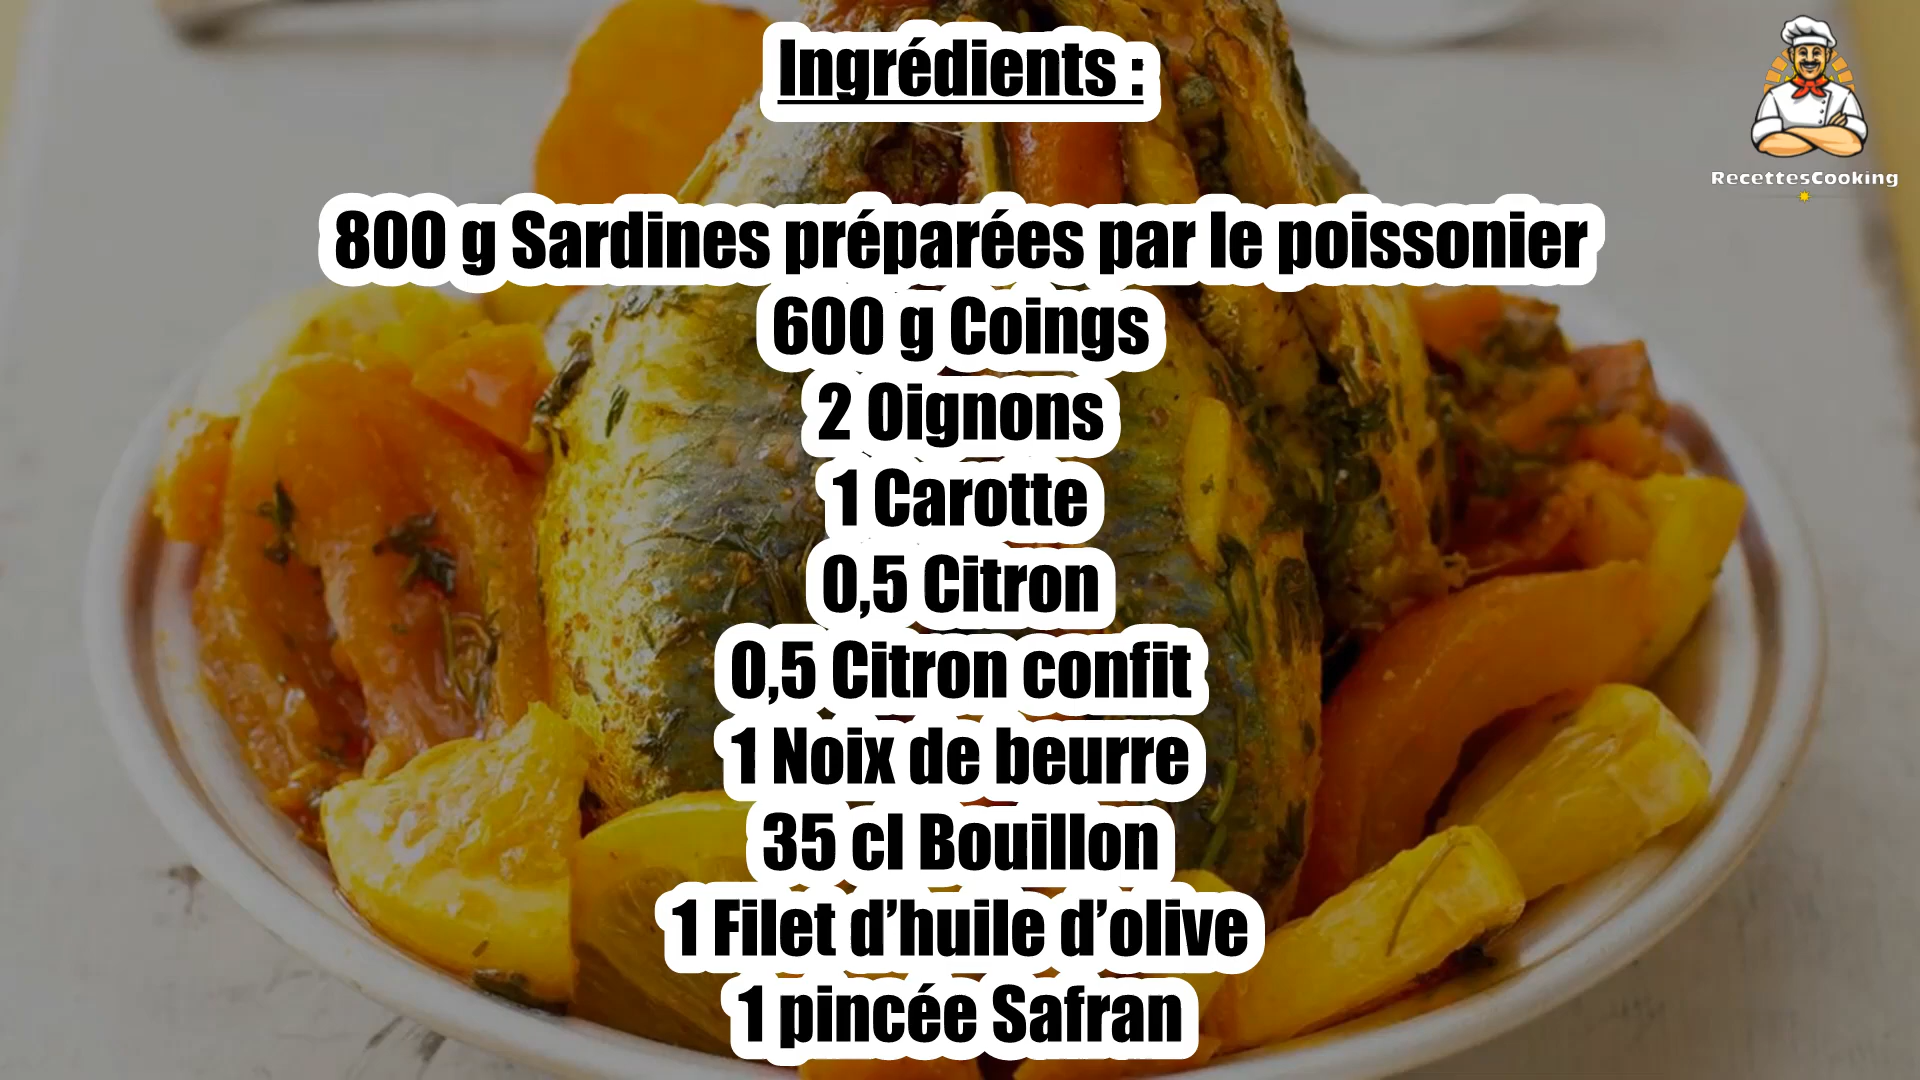 Ingrédients :
RecettesCooking
800 g Sardines préparées par le poissonier
600 g Coings
2 Oignons
1 Carotte
0,5 Citron
0,5 Citron confit
1 Noix de beurre
35 cl Bouillon
1 Filet d’huile d’olive
1 pincée Safran